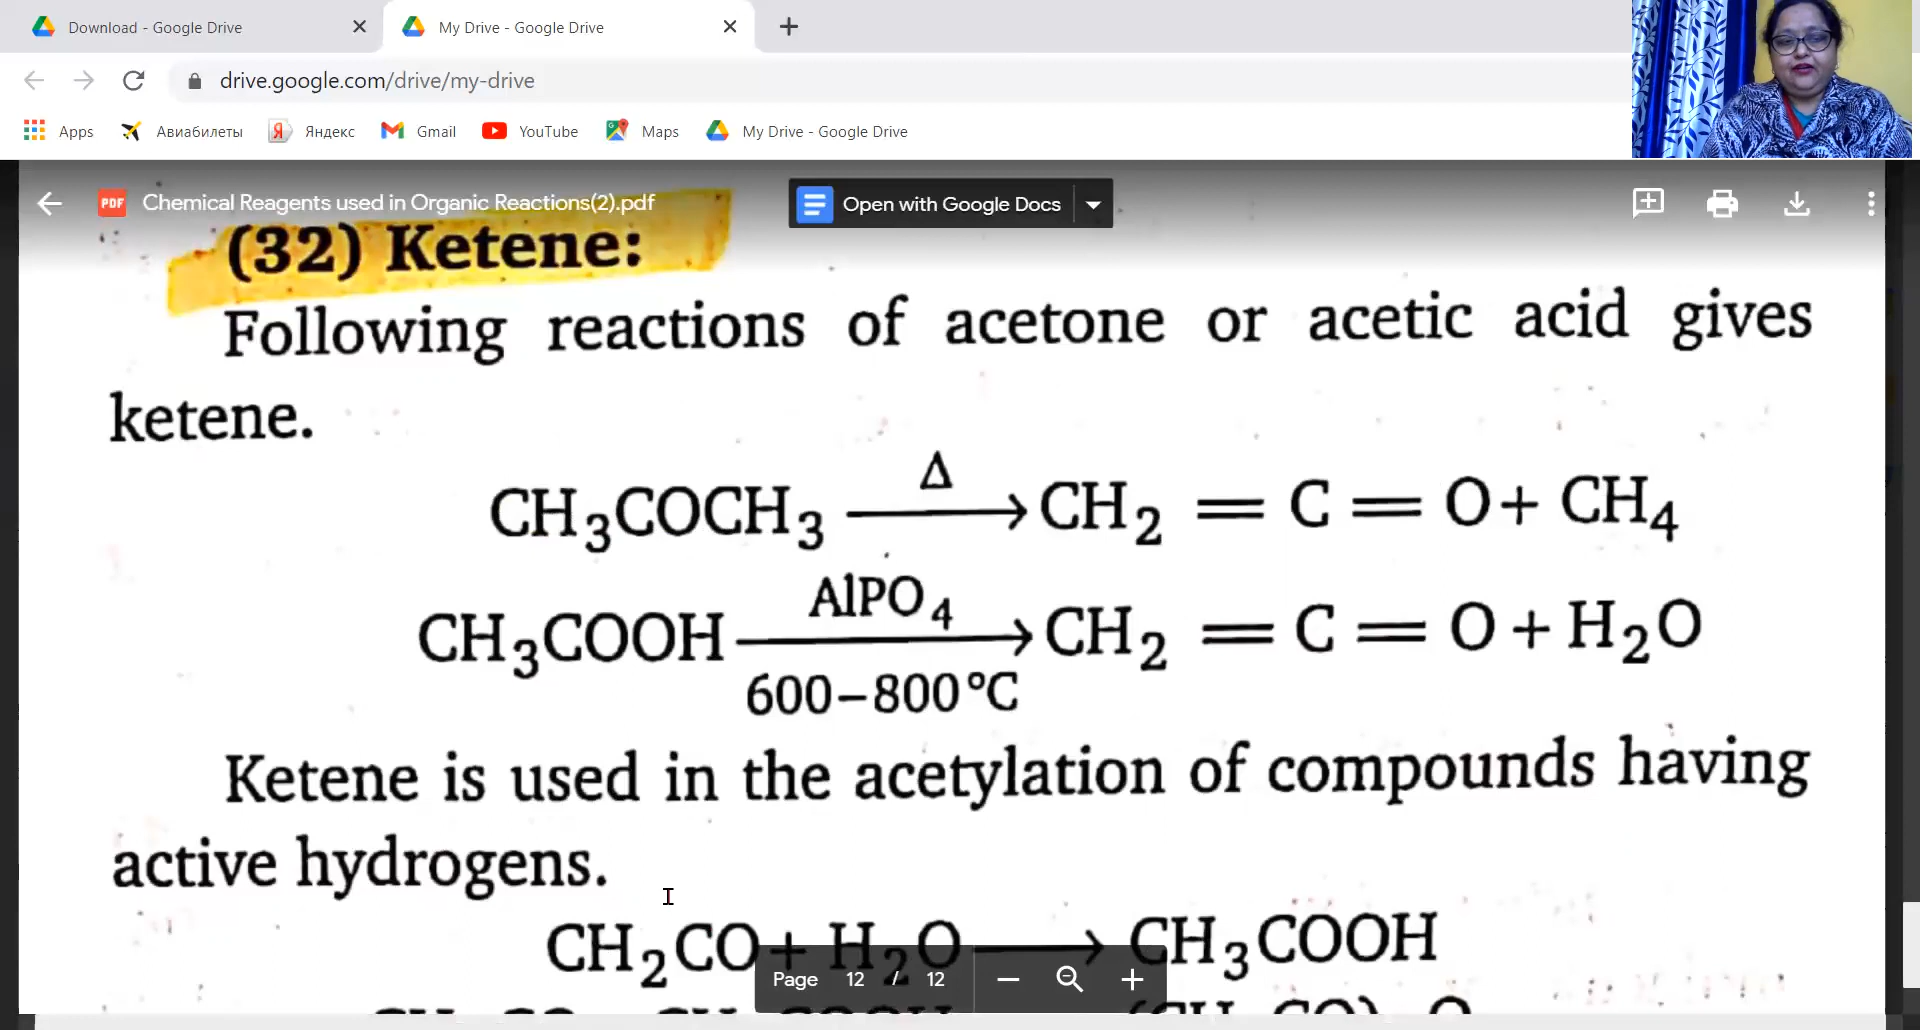 Download - Google Drive
My Drive - Google Drive
drive.google.com/drive/my-drive
Apps Авиабилеты Яндекс Gmail YouTube Maps My Drive - Google Drive
PDF Chemical Reagents used in Organic Reactions(2).pdf Open with Google Docs
(32) Ketene:
Following reactions of acetone or acetic acid gives
ketene.
Δ
CH₃COCH₃ ⟶ CH₂ = C = O + CH₄
AlPO₄
CH₃COOH ⟶ CH₂ = C = O + H₂O
600–800°C
Ketene is used in the acetylation of compounds having
active hydrogens.
CH₂CO + H₂O ⟶ CH₃COOH
Page 12 / 12